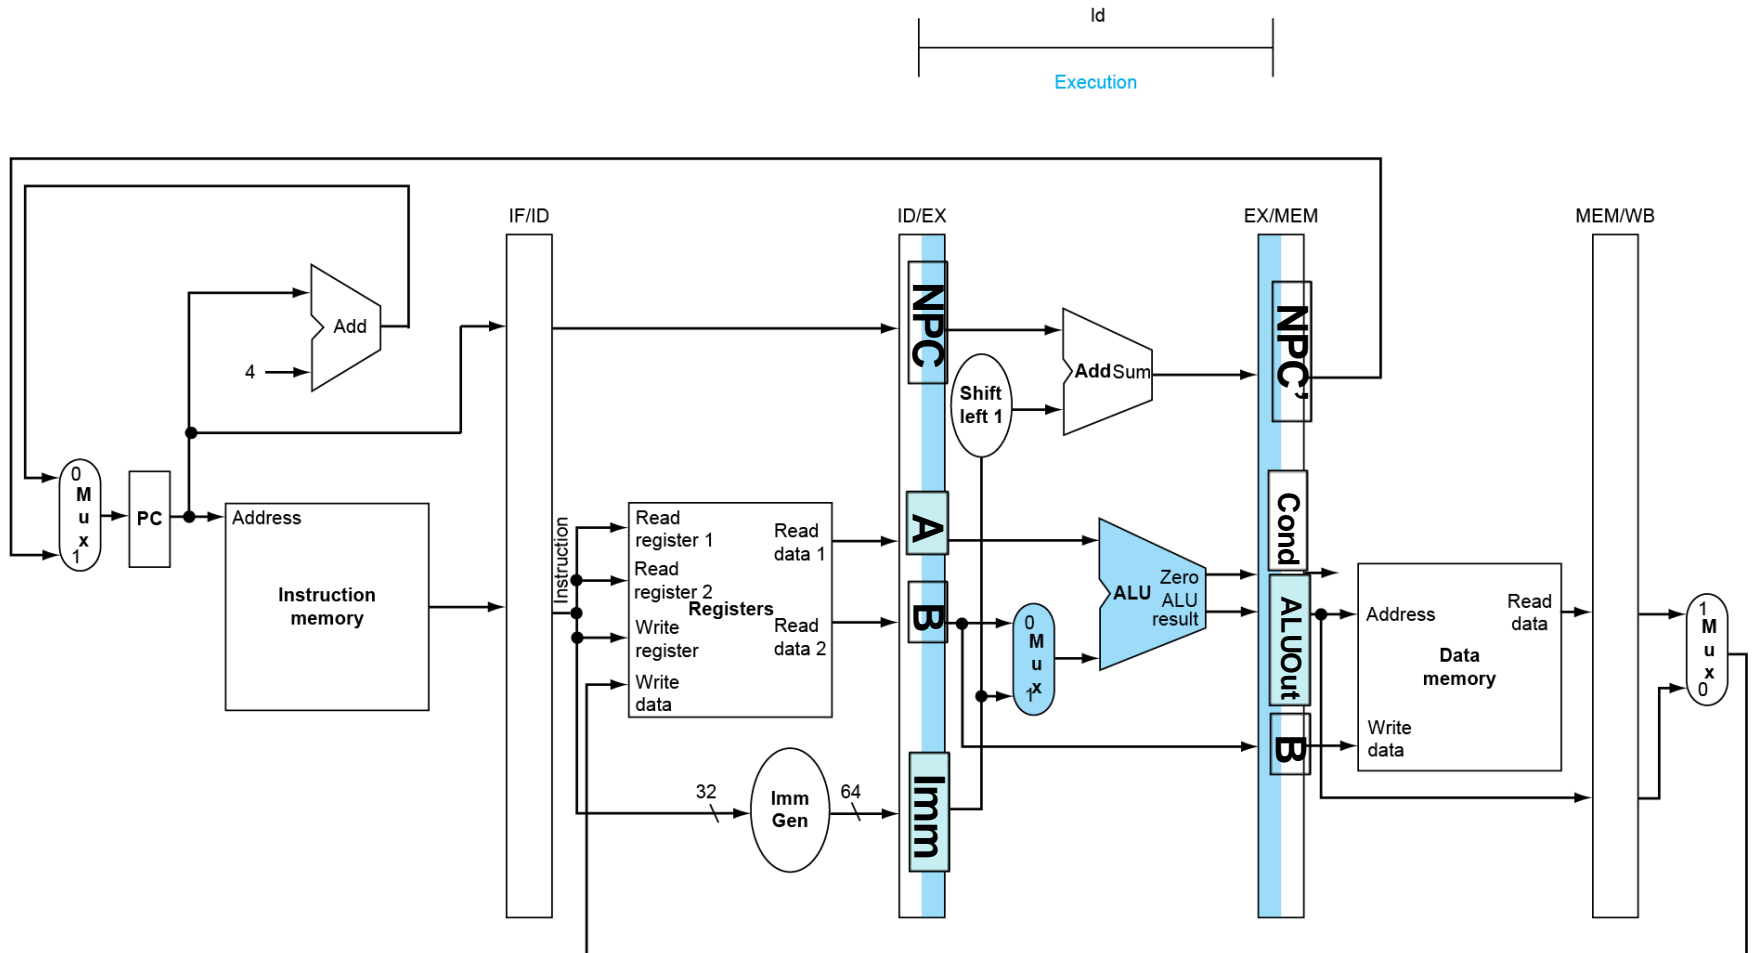 ld
Execution
IF/ID
ID/EX
EX/MEM
MEM/WB
Add
4
0
M
u
x
1
PC
Address
Instruction
memory
Instruction
Read
register 1
Read
register 2
Write
register
Write
data
Registers
Read
data 1
Read
data 2
32
Imm
Gen
64
NPC
A
B
Imm
Shift
left 1
Add Sum
0
M
u
x
1
ALU
Zero
ALU
result
NPC'
Cond
ALUOut
B
Address
Write
data
Data
memory
Read
data
1
M
u
x
0